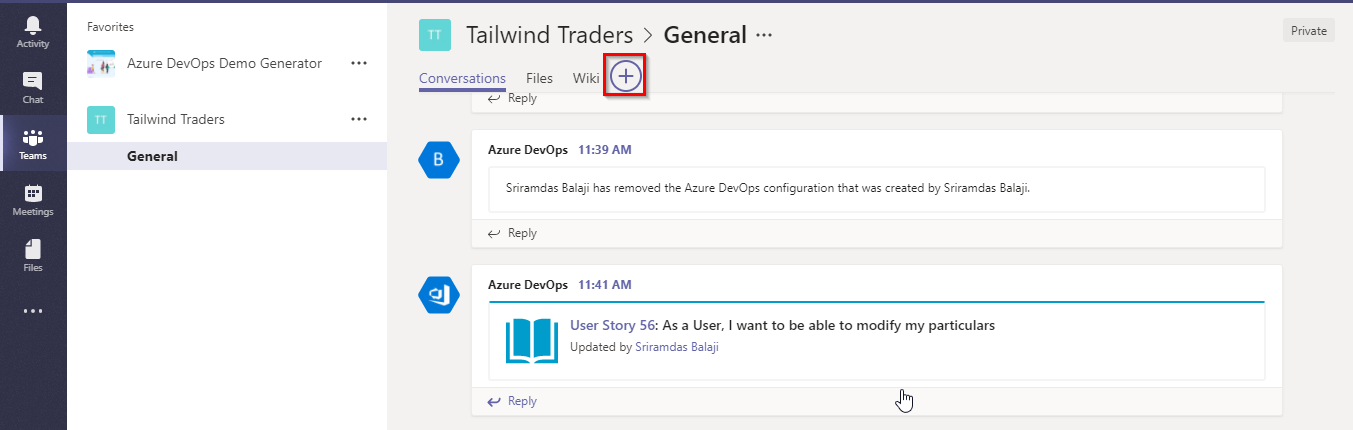 Activity
Chat
Teams
Meetings
Files
Favorites
Azure DevOps Demo Generator
TT Tailwind Traders
General
TT Tailwind Traders > General
Private
Conversations Files Wiki
Reply
B
Azure DevOps 11:39 AM
Sriramdas Balaji has removed the Azure DevOps configuration that was created by Sriramdas Balaji.
Reply
Azure DevOps 11:41 AM
User Story 56: As a User, I want to be able to modify my particulars
Updated by Sriramdas Balaji
Reply